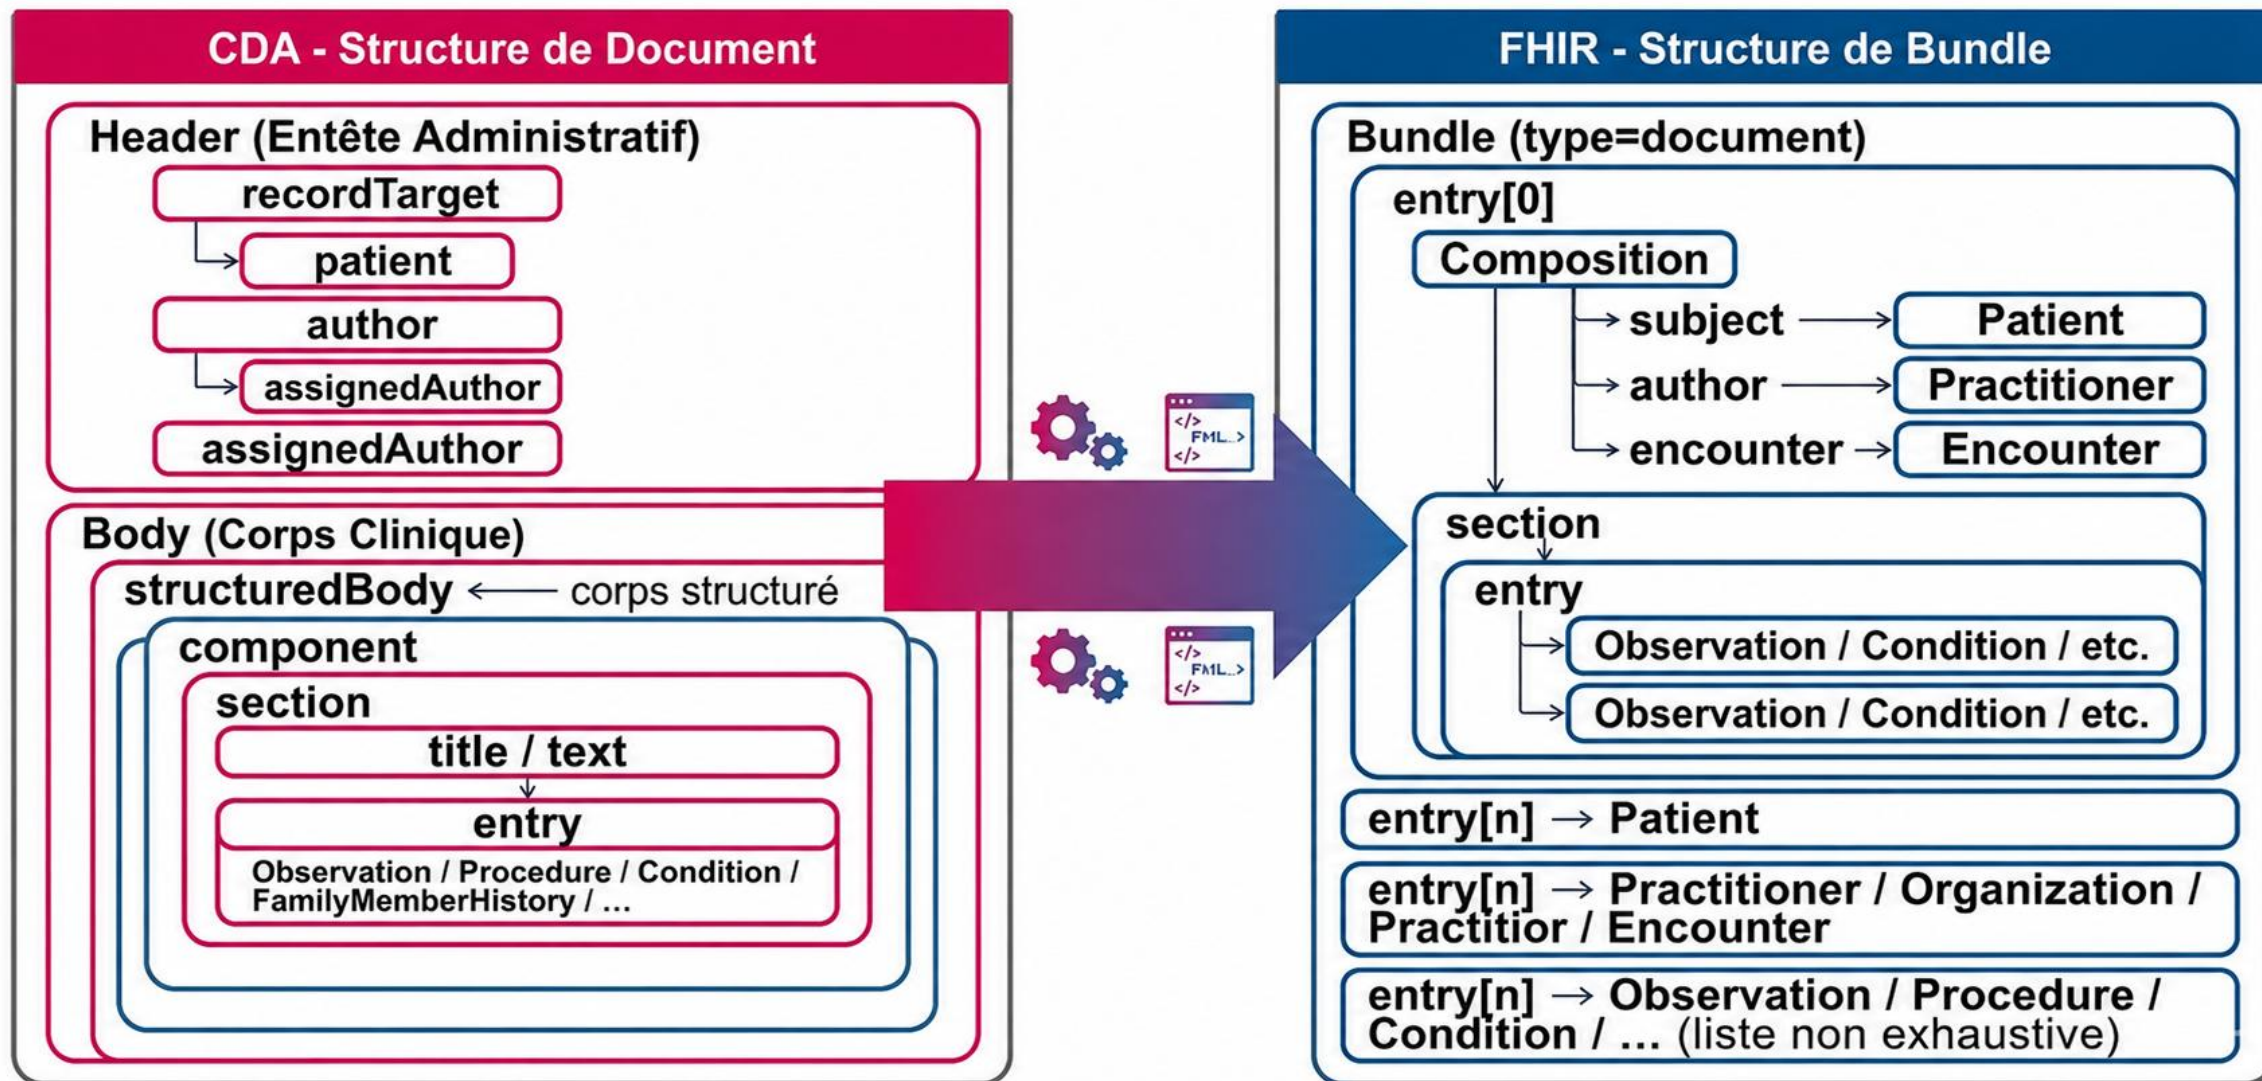 CDA - Structure de Document
Header (Entête Administratif)
recordTarget
patient
author
assignedAuthor
assignedAuthor
Body (Corps Clinique)
structuredBody ← corps structuré
component
section
title / text
entry
Observation / Procedure / Condition /
FamilyMemberHistory / ...
</>
FML..>
</>
</>
FML..>
</>
FHIR - Structure de Bundle
Bundle (type=document)
entry[0]
Composition
subject → Patient
author → Practitioner
encounter → Encounter
section
entry
Observation / Condition / etc.
Observation / Condition / etc.
entry[n] → Patient
entry[n] → Practitioner / Organization /
Practitior / Encounter
entry[n] → Observation / Procedure /
Condition / ... (liste non exhaustive)